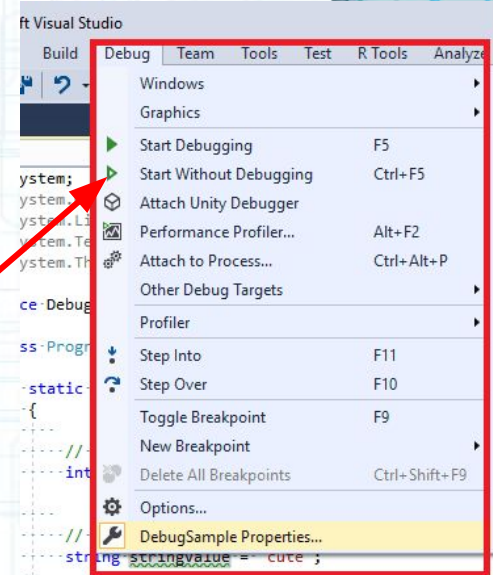 ft Visual Studio
Build Debug Team Tools Test R Tools Analyze
Windows
Graphics
Start Debugging F5
ystem; Start Without Debugging Ctrl+F5
ystem. Attach Unity Debugger
ystem.Li Performance Profiler... Alt+F2
ystem.Te
ystem.Th Attach to Process... Ctrl+Alt+P
Other Debug Targets
ce Debug
Profiler
ss Progr
Step Into F11
static Step Over F10
{
Toggle Breakpoint F9
// New Breakpoint
int Delete All Breakpoints Ctrl+Shift+F9
Options...
// DebugSample Properties...
string stringvalue = cute ;